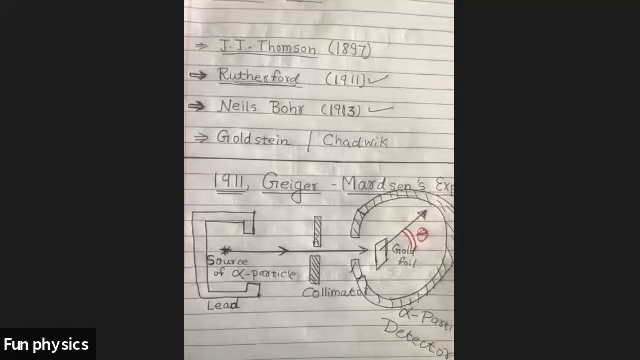 ⇒ J.J. Thomson (1897)
⇒ Rutherford (1911) ✓
⇒ Neils Bohr (1913) ✓
⇒ Goldstein / Chadwik
1911, Geiger - Mardsen's Exp
Source
of α-particle
Lead
Collimator
Gold
foil
θ
α-Parti
Detector
Fun physics